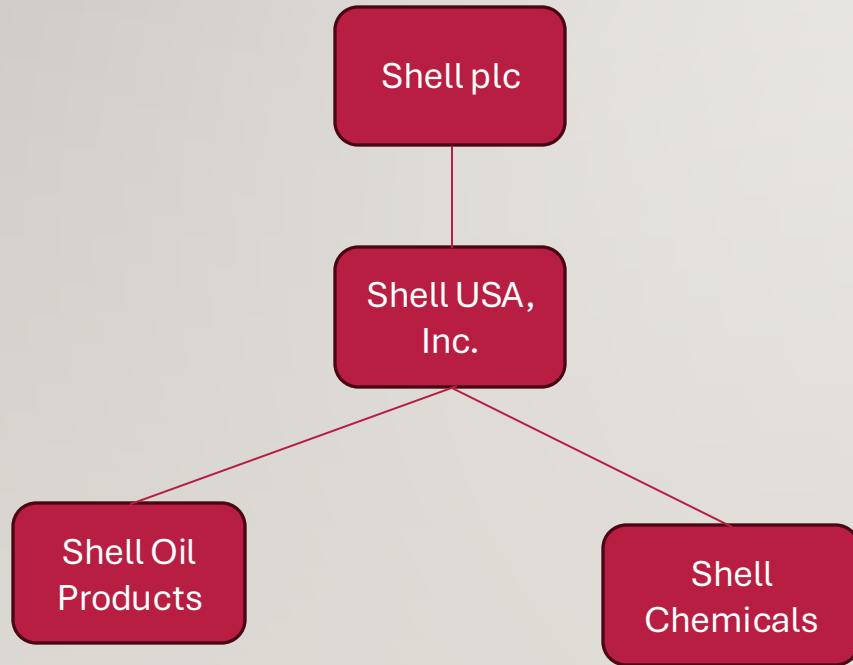 Shell plc
Shell USA,
Inc.
Shell Oil
Products
Shell
Chemicals